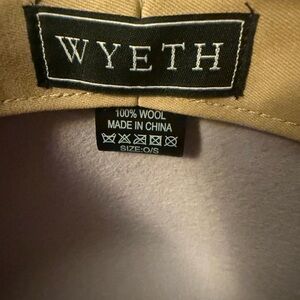 WYETH
100% WOOL
MADE IN CHINA
SIZE:O/S